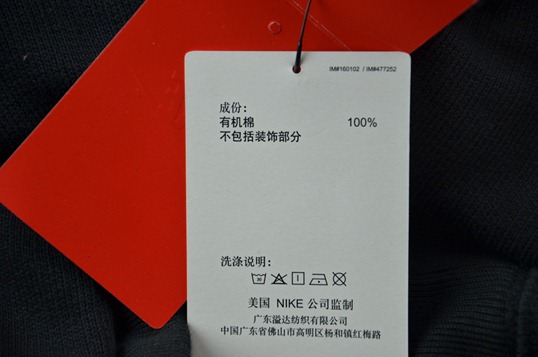 IM#160102 / IM#477252
成份:
有机棉 100%
不包括装饰部分
洗涤说明:
美国 NIKE 公司监制
广东溢达纺织有限公司
中国广东省佛山市高明区杨和镇红梅路